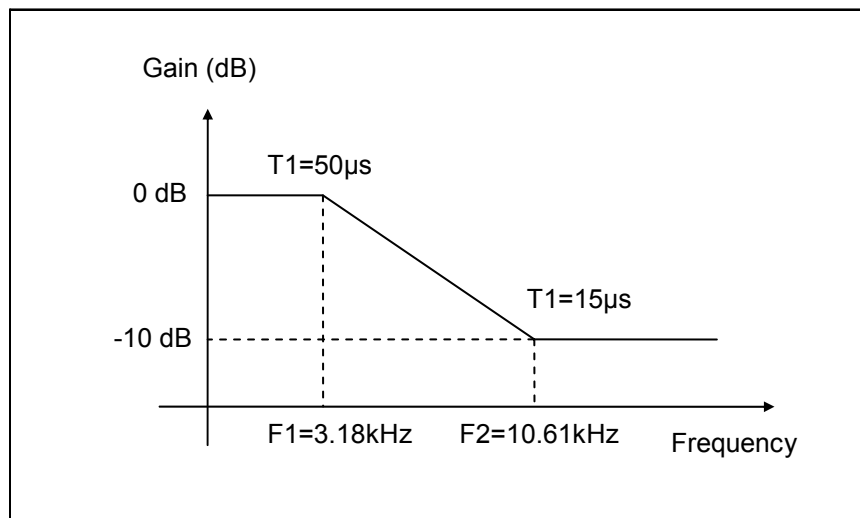 Gain (dB)
T1=50µs
0 dB
T1=15µs
-10 dB
F1=3.18kHz
F2=10.61kHz
Frequency